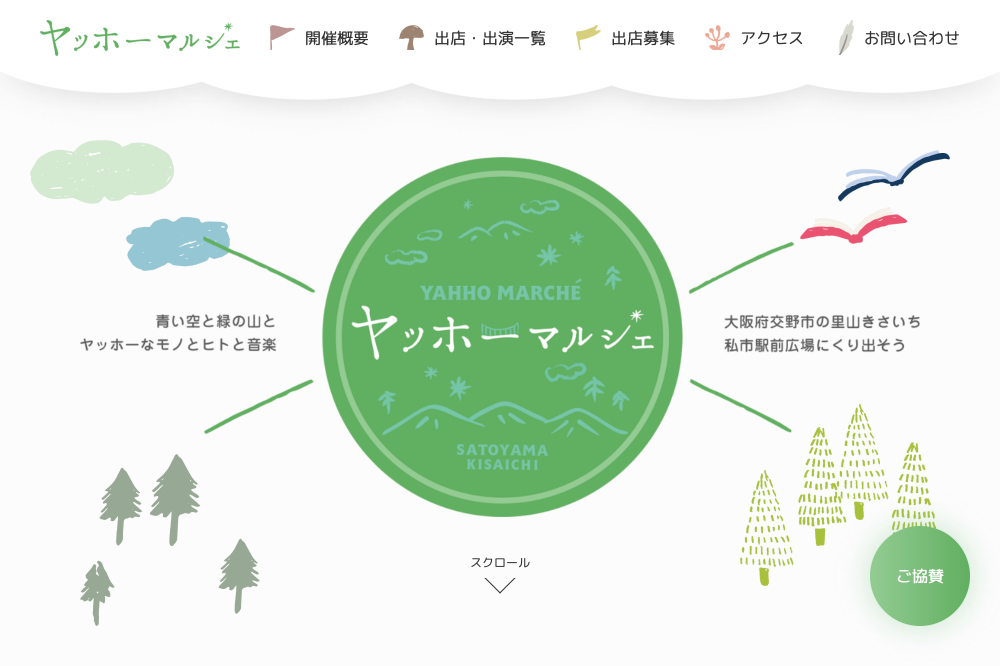 ヤッホーマルシェ
開催概要
出店・出演一覧
出店募集
アクセス
お問い合わせ
YAHHO MARCHÉ
ヤッホーマルシェ
SATOYAMA
KISAICHI
青い空と緑の山と
ヤッホーなモノとヒトと音楽
大阪府交野市の里山きさいち
私市駅前広場にくり出そう
スクロール
ご協賛